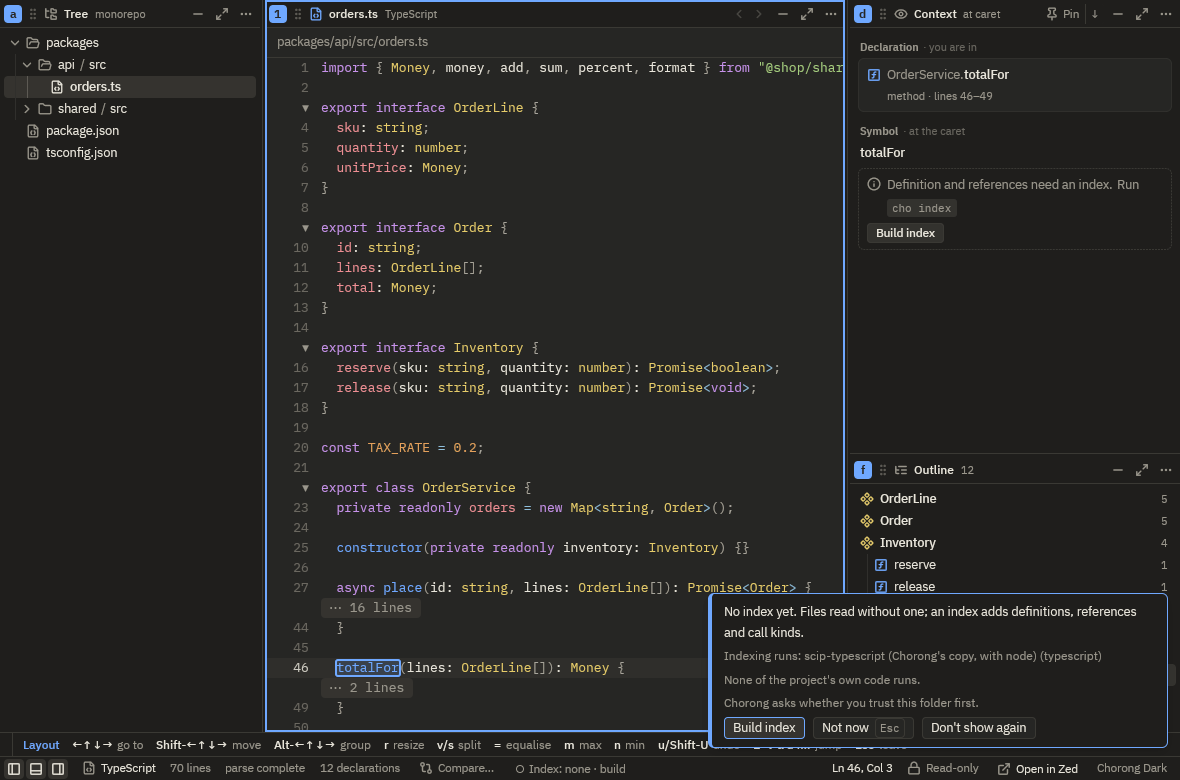 a Tree monorepo
packages
api / src
orders.ts
shared / src
package.json
tsconfig.json
1 orders.ts TypeScript
packages/api/src/orders.ts
1 import { Money, money, add, sum, percent, format } from "@shop/shar
2
export interface OrderLine {
4 sku: string;
5 quantity: number;
6 unitPrice: Money;
7 }
8
export interface Order {
10 id: string;
11 lines: OrderLine[];
12 total: Money;
13 }
14
export interface Inventory {
16 reserve(sku: string, quantity: number): Promise<boolean>;
17 release(sku: string, quantity: number): Promise<void>;
18 }
19
20 const TAX_RATE = 0.2;
21
export class OrderService {
23 private readonly orders = new Map<string, Order>();
24
25 constructor(private readonly inventory: Inventory) {}
26
27 async place(id: string, lines: OrderLine[]): Promise<Order> {
··· 16 lines
44 }
45
46 totalFor(lines: OrderLine[]): Money {
··· 2 lines
49 }
50
d Context at caret Pin
Declaration · you are in
OrderService.totalFor
method · lines 46–49
Symbol · at the caret
totalFor
Definition and references need an index. Run
cho index
Build index
f Outline 12
OrderLine 5
Order 5
Inventory 4
reserve 1
release 1
No index yet. Files read without one; an index adds definitions, references
and call kinds.
Indexing runs: scip-typescript (Chorong's copy, with node) (typescript)
None of the project's own code runs.
Chorong asks whether you trust this folder first.
Build index Not now Esc Don't show again
Layout ←↑↓→ go to Shift-←↑↓→ move Alt-←↑↓→ group r resize v/s split = equalise m max n min u/Shift-U
TypeScript 70 lines parse complete 12 declarations Compare... Index: none · build Ln 46, Col 3 Read-only Open in Zed Chorong Dark